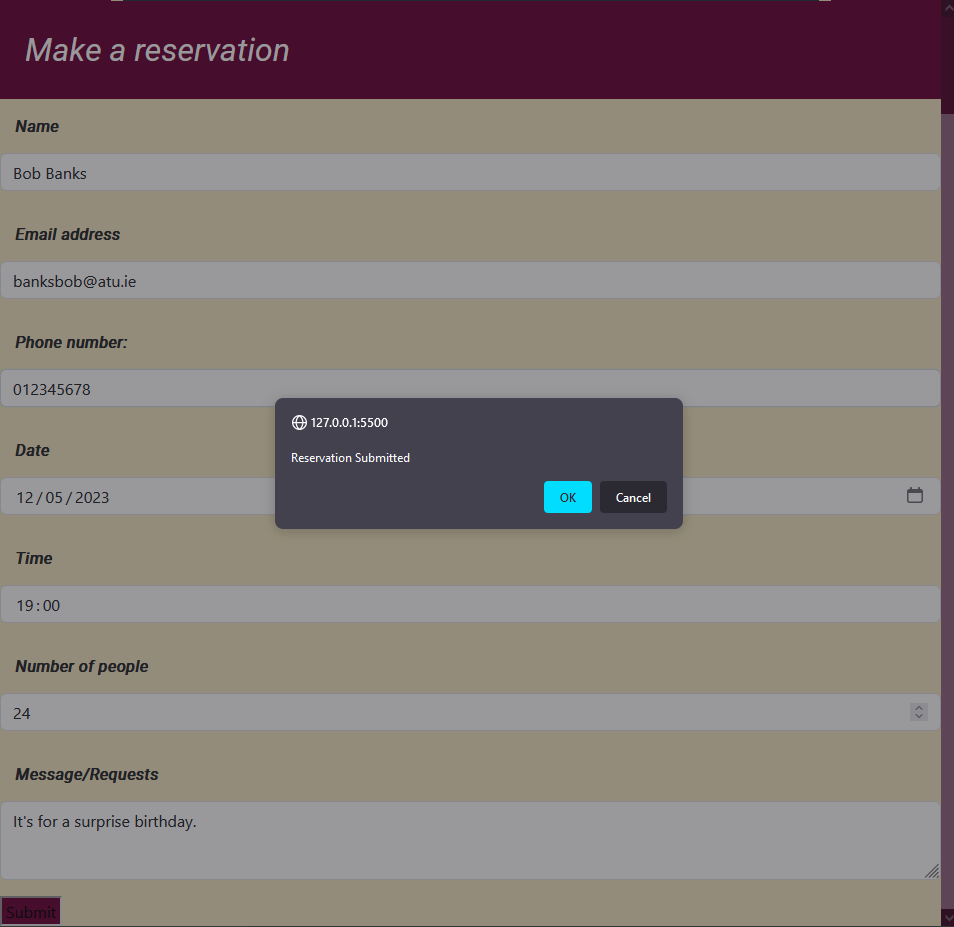 Make a reservation
Name
Bob Banks
Email address
banksbob@atu.ie
Phone number:
012345678
127.0.0.1:5500
Reservation Submitted
OK Cancel
Date
12/05/2023
Time
19:00
Number of people
24
Message/Requests
It's for a surprise birthday.
Submit